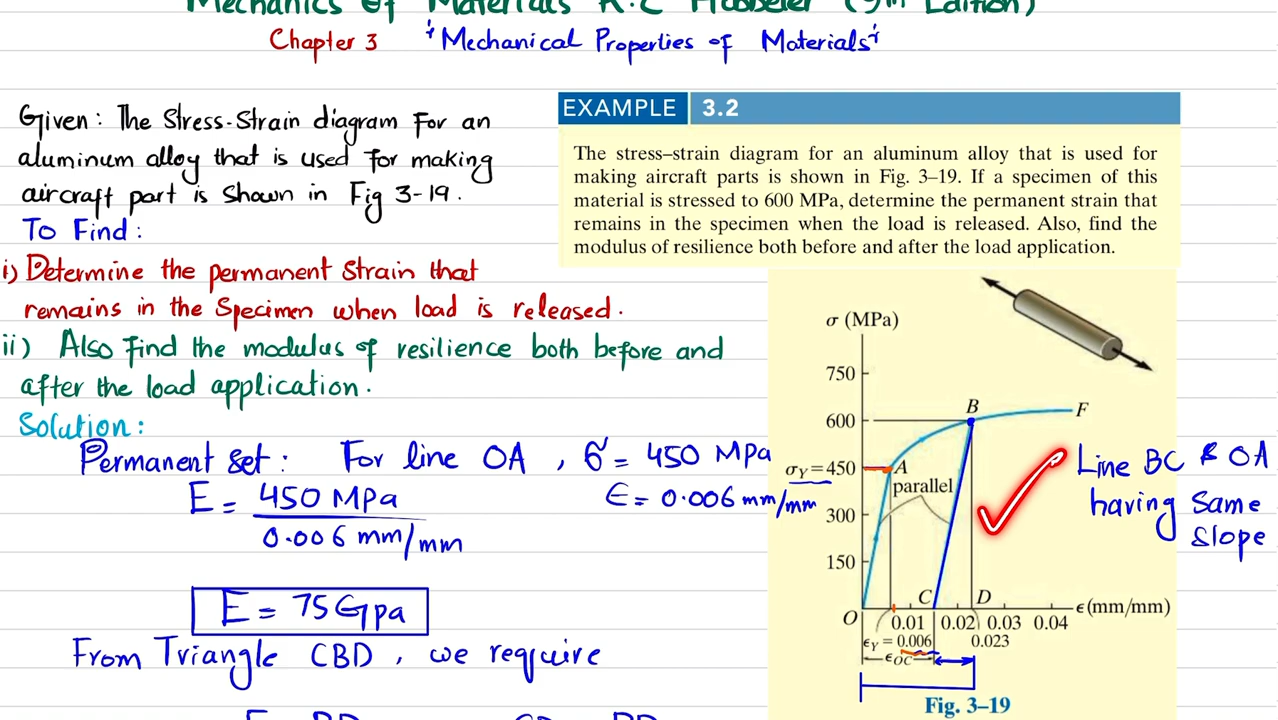 Mechanics Of Materials R.C Hibbeler (9th Edition)
Chapter 3 "Mechanical Properties of Materials"
Given: The Stress-Strain diagram for an
aluminum alloy that is used for making
aircraft part is shown in Fig 3-19.
To Find:
i) Determine the permanent strain that
remains in the specimen when load is released.
ii) Also find the modulus of resilience both before and
after the load application.
Solution:
Permanent set: For line OA, σ = 450 MPa
E = 450 MPa / 0.006 mm/mm
ϵ = 0.006 mm/mm
E = 75 Gpa
From Triangle CBD, we require
EXAMPLE 3.2
The stress–strain diagram for an aluminum alloy that is used for
making aircraft parts is shown in Fig. 3–19. If a specimen of this
material is stressed to 600 MPa, determine the permanent strain that
remains in the specimen when the load is released. Also, find the
modulus of resilience both before and after the load application.
σ (MPa)
750
600
B
F
σY = 450
A
parallel
300
150
O
C
D
ϵ (mm/mm)
0.01 0.02 0.03 0.04
ϵY = 0.006
0.023
ϵOC
Fig. 3–19
Line BC & OA
having same
slope